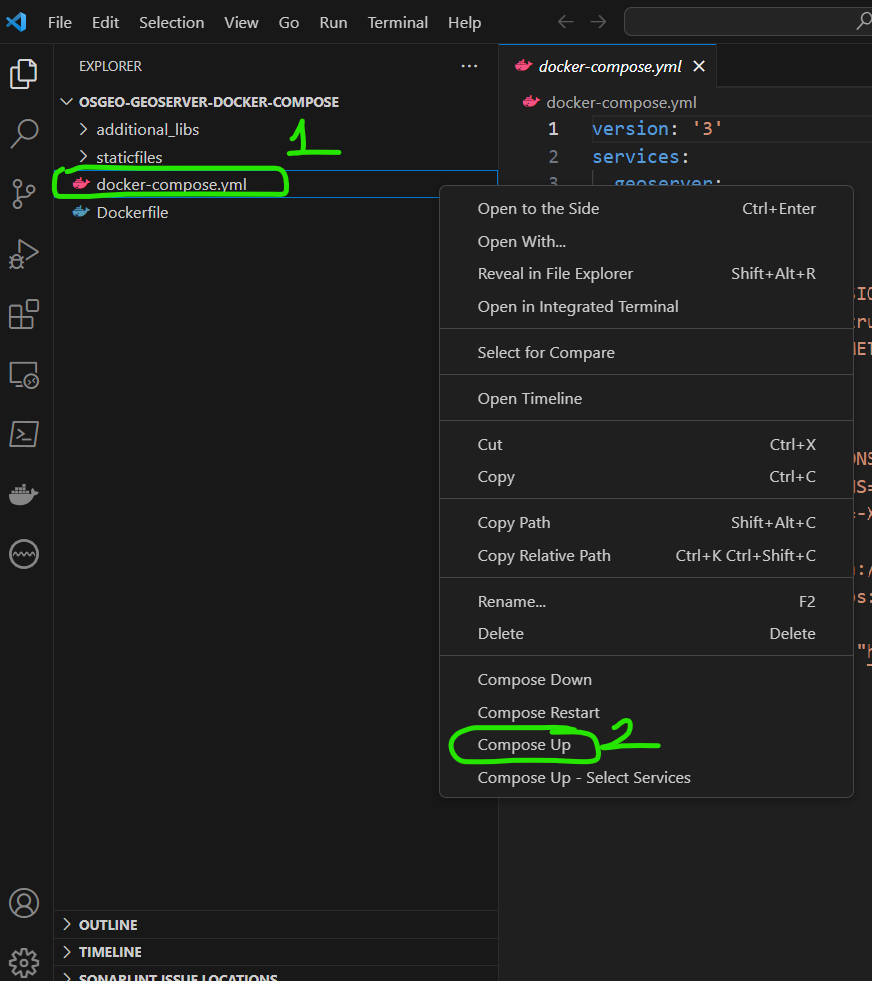 File Edit Selection View Go Run Terminal Help
EXPLORER
docker-compose.yml
OSGEO-GEOSERVER-DOCKER-COMPOSE
docker-compose.yml
additional_libs
1
1 version: '3'
staticfiles
2 services:
docker-compose.yml
3 geoserver:
Dockerfile
Open to the Side Ctrl+Enter
Open With...
Reveal in File Explorer Shift+Alt+R
Open in Integrated Terminal
Select for Compare
Open Timeline
Cut Ctrl+X
Copy Ctrl+C
Copy Path Shift+Alt+C
Copy Relative Path Ctrl+K Ctrl+Shift+C
Rename... F2
Delete Delete
Compose Down
Compose Restart
Compose Up 2
Compose Up - Select Services
OUTLINE
TIMELINE
SONARLINT ISSUE LOCATIONS